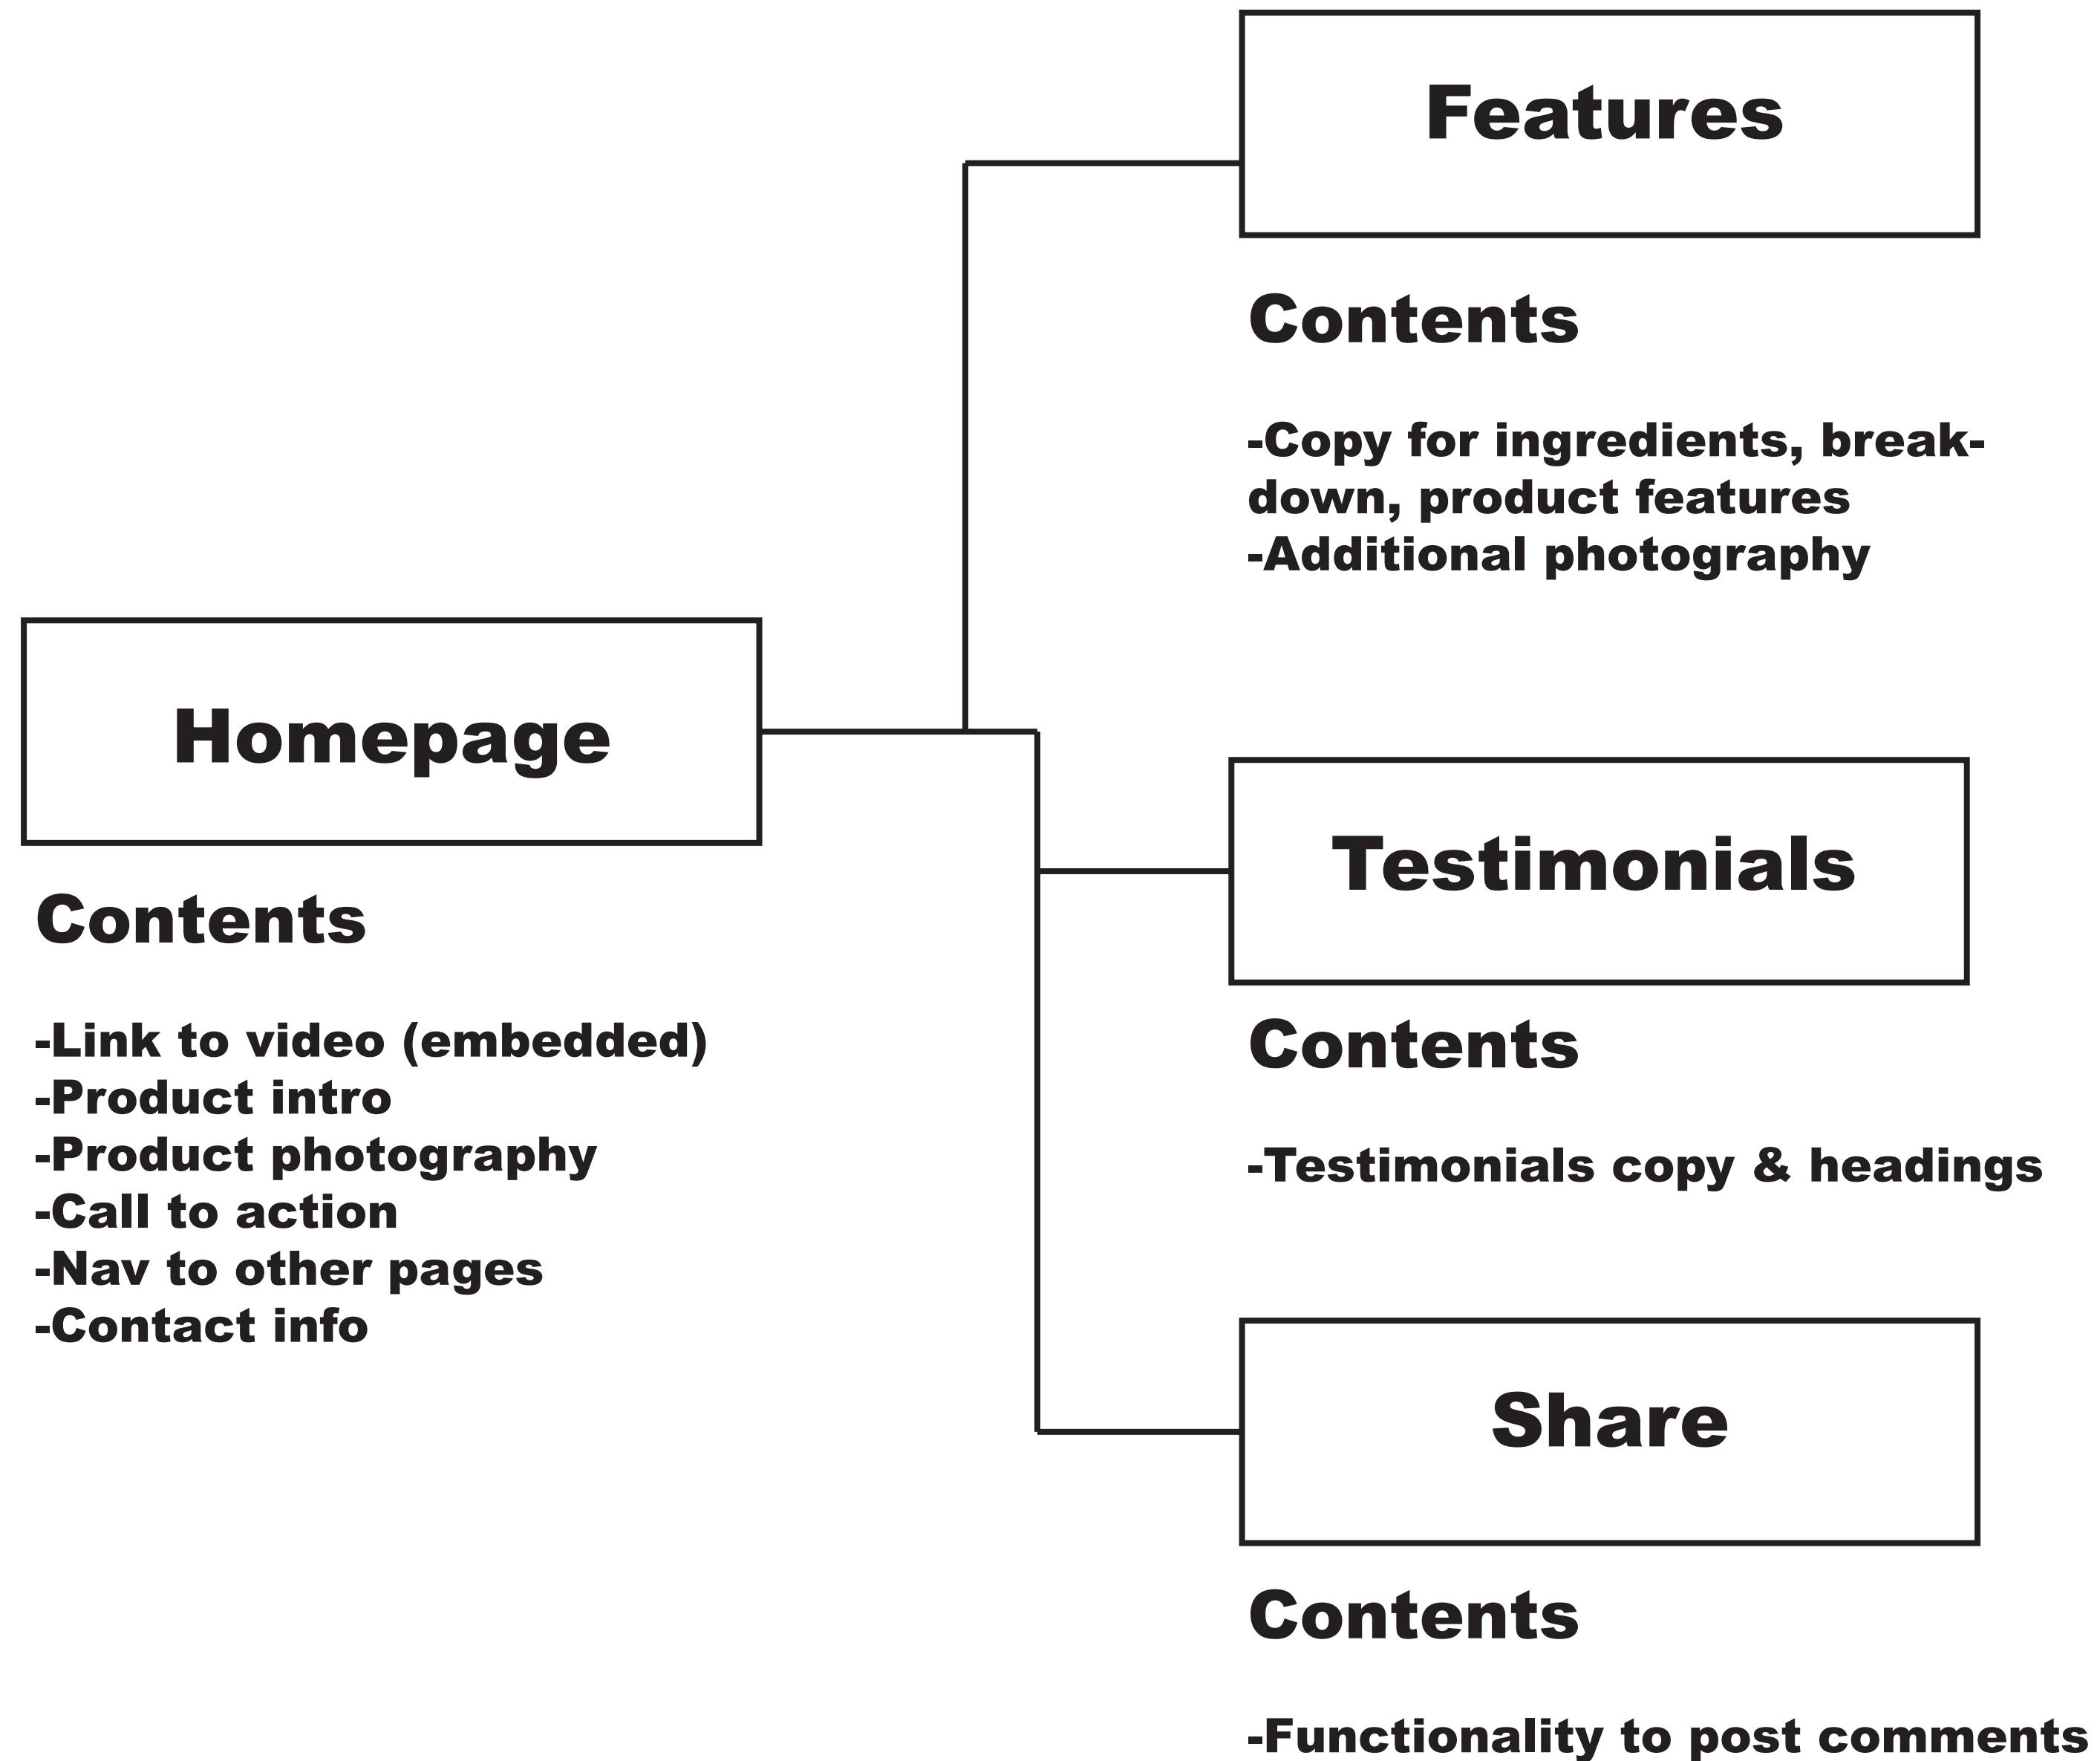 Features
Contents
-Copy for ingredients, break-
down, product features
-Additional photography
Homepage
Contents
-Link to video (embedded)
-Product intro
-Product photography
-Call to action
-Nav to other pages
-Contact info
Testimonials
Contents
-Testimonials copy & headings
Share
Contents
-Functionality to post comments